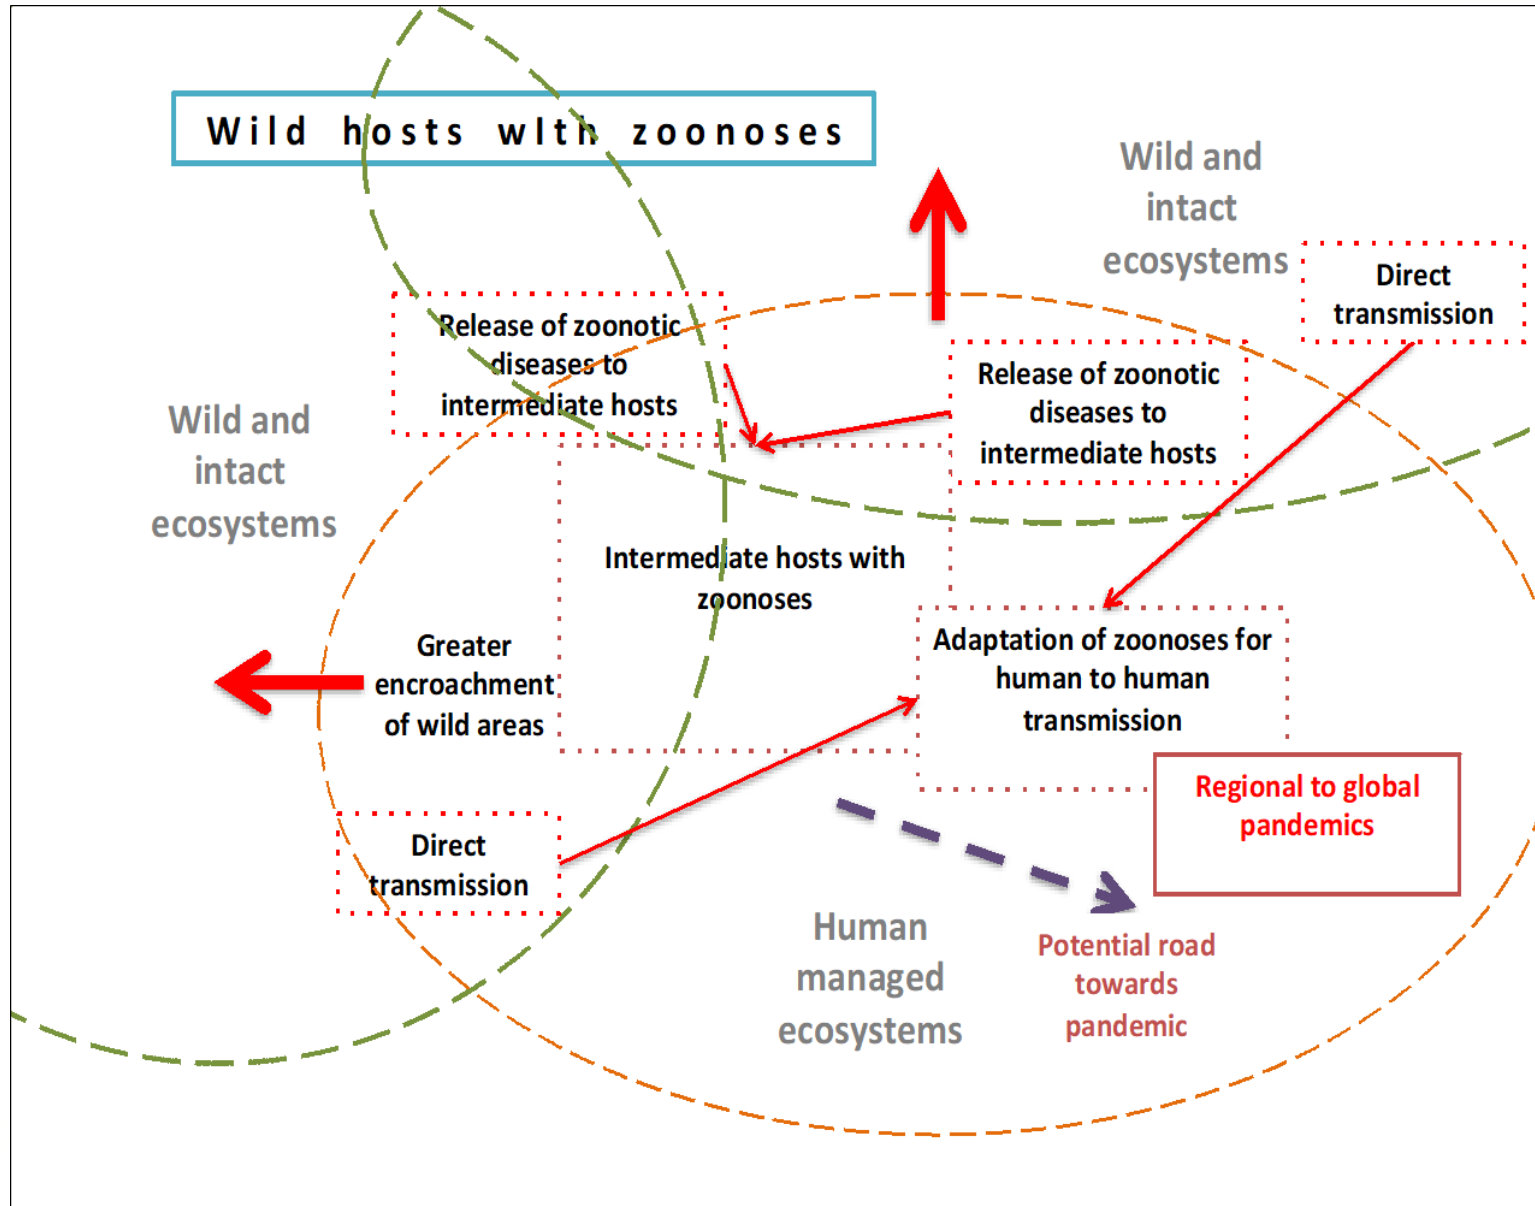 Wild hosts wIth zoonoses
Wild and
intact
ecosystems
Direct
transmission
Release of zoonotic
diseases to
intermediate hosts
Release of zoonotic
diseases to
intermediate hosts
Wild and
intact
ecosystems
Intermediate hosts with
zoonoses
Greater
encroachment
of wild areas
Adaptation of zoonoses for
human to human
transmission
Regional to global
pandemics
Direct
transmission
Human
managed
ecosystems
Potential road
towards
pandemic